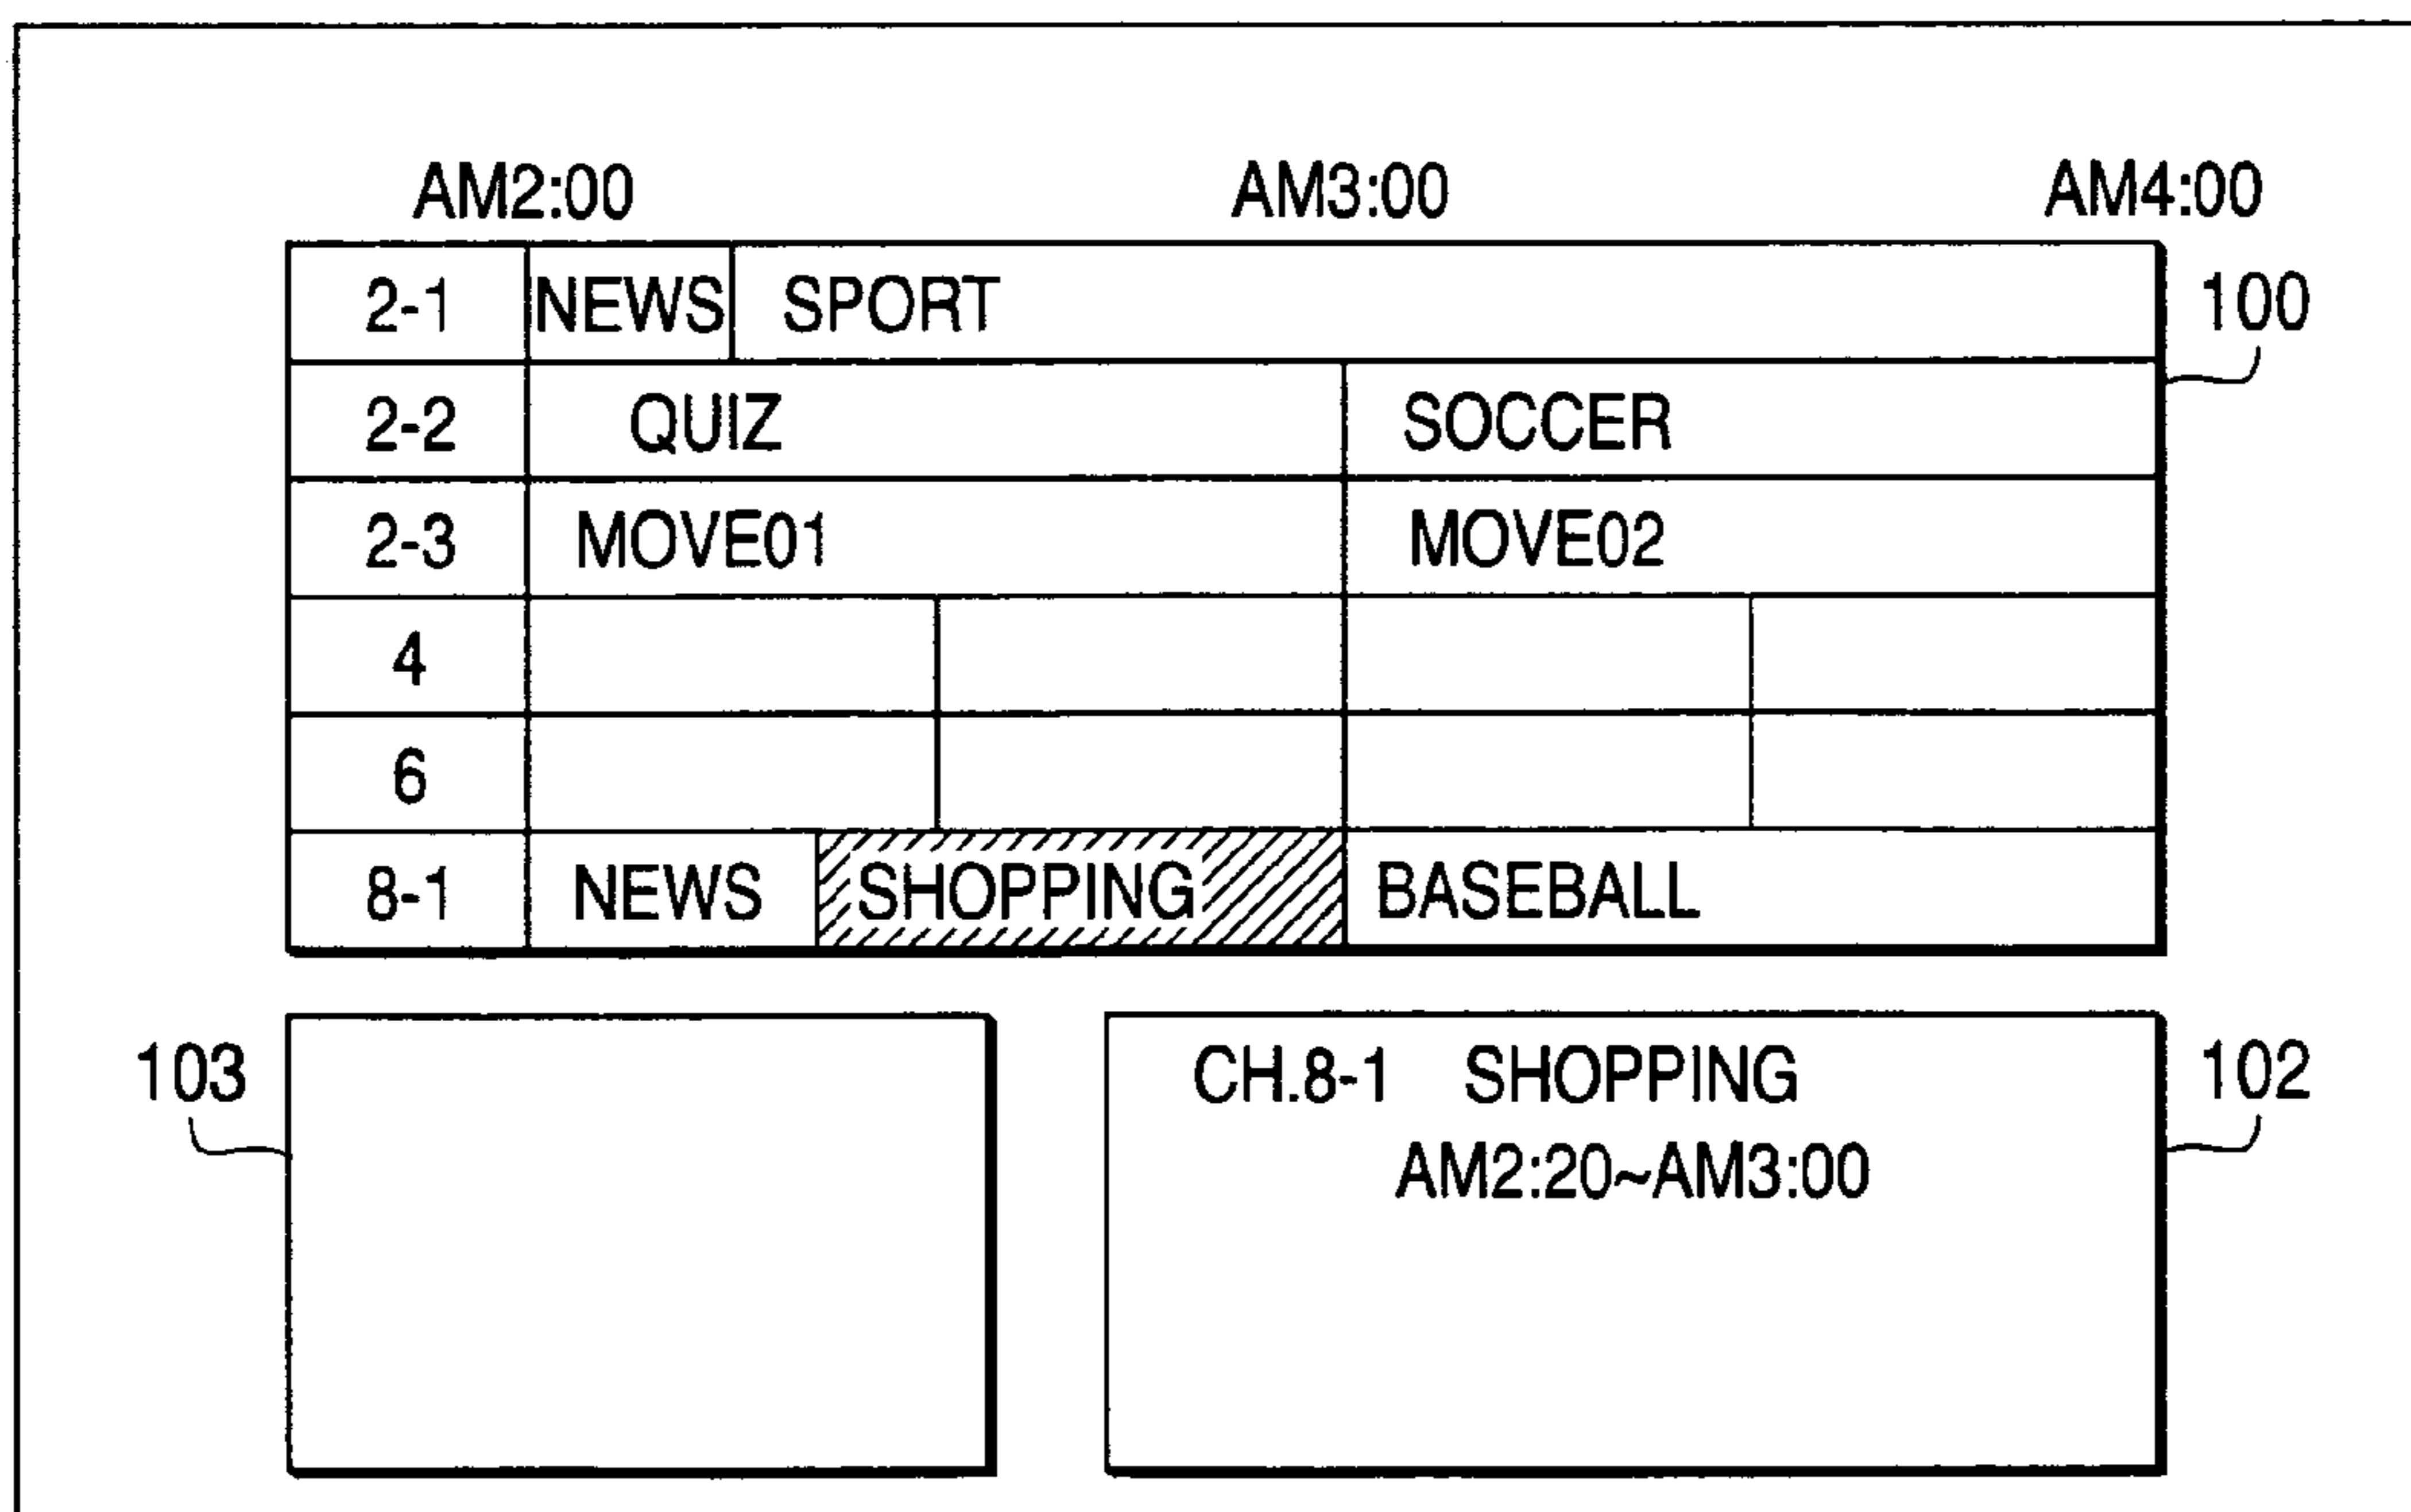 AM2:00 AM3:00 AM4:00
2-1 NEWS SPORT 100
2-2 QUIZ SOCCER
2-3 MOVE01 MOVE02
4
6
8-1 NEWS SHOPPING BASEBALL
103 CH.8-1 SHOPPING 102
AM2:20~AM3:00